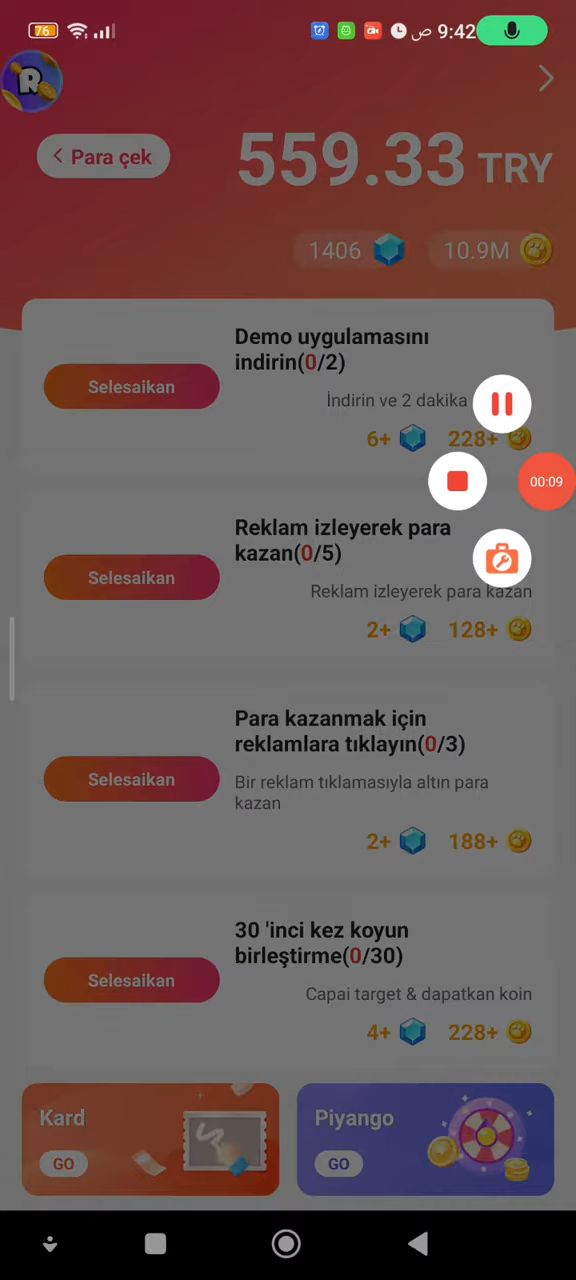 76
ص 9:42
R
Para çek
559.33 TRY
1406
10.9M
Demo uygulamasını
indirin(0/2)
Selesaikan
İndirin ve 2 dakika
6+
228+
00:09
Reklam izleyerek para
kazan(0/5)
Selesaikan
Reklam izleyerek para kazan
2+
128+
Para kazanmak için
reklamlara tıklayın(0/3)
Selesaikan
Bir reklam tıklamasıyla altın para
kazan
2+
188+
30 'inci kez koyun
birleştirme(0/30)
Selesaikan
Capai target & dapatkan koin
4+
228+
Kard
GO
Piyango
GO